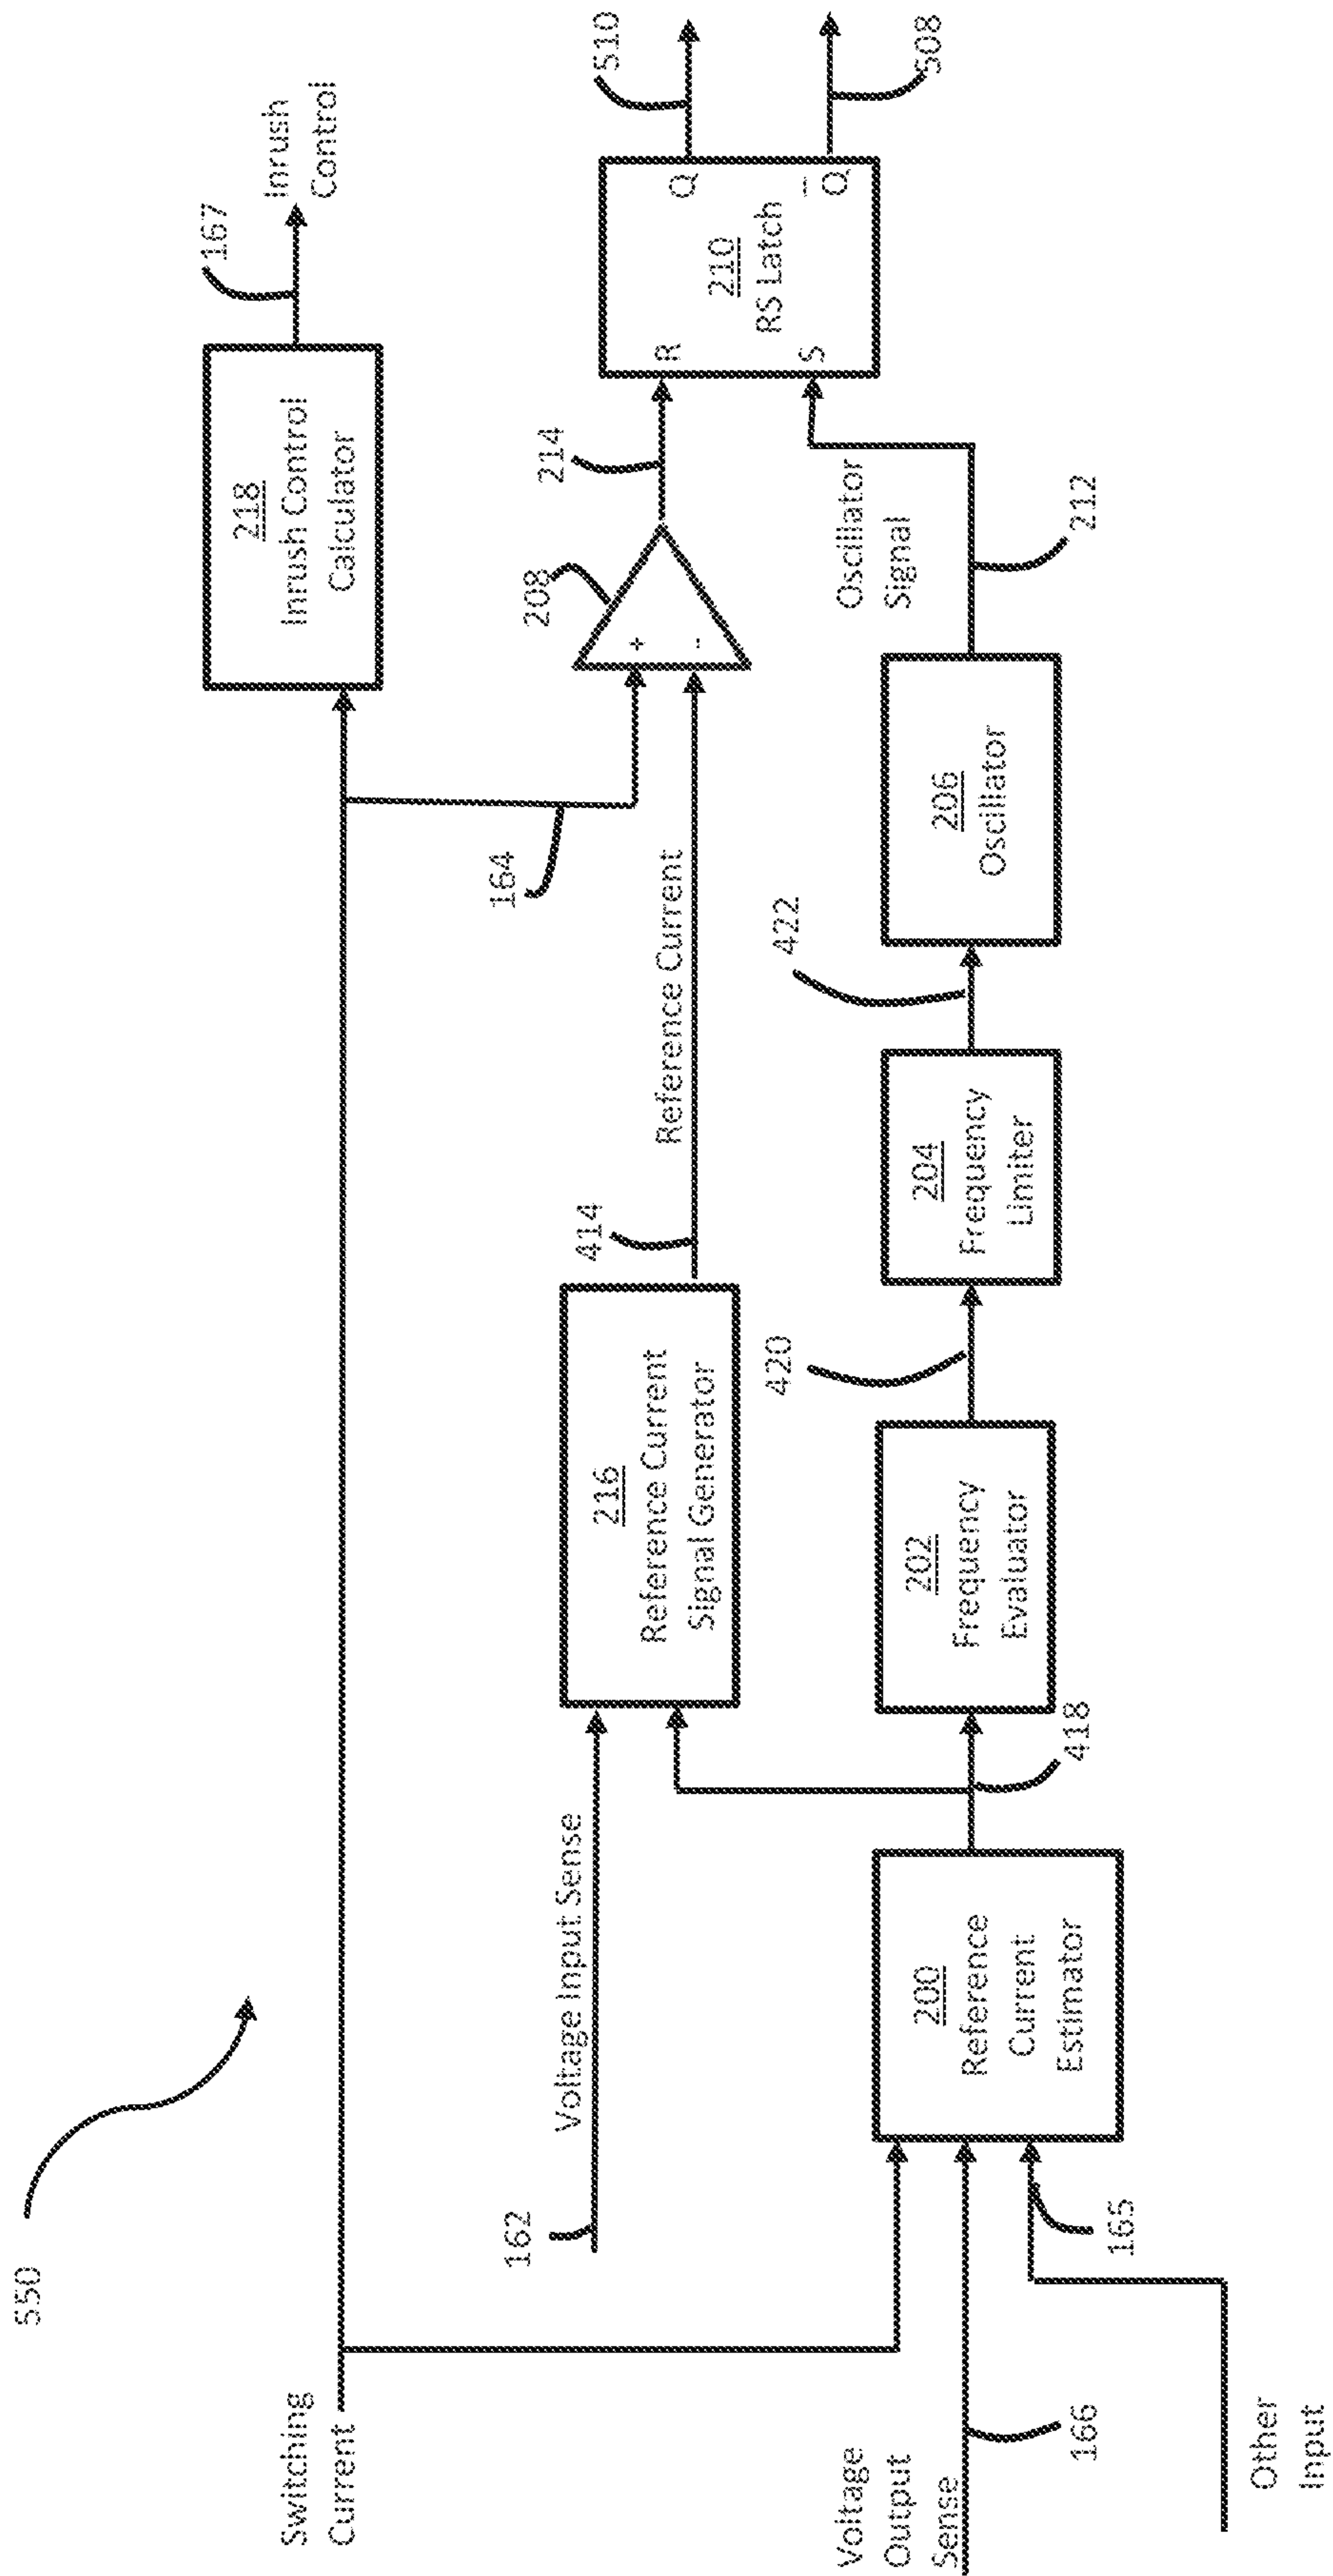 550
Switching
Current
Voltage
Output
Sense
166
Other
Input
165
162
Voltage Input Sense
200
Reference
Current
Estimator
418
216
Reference Current
Signal Generator
414
Reference Current
202
Frequency
Evaluator
420
204
Frequency
Limiter
422
206
Oscillator
212
Oscillator
Signal
164
208
+
-
214
218
Inrush Control
Calculator
167
Inrush
Control
R
S
210
RS Latch
Q
Q̅
510
508